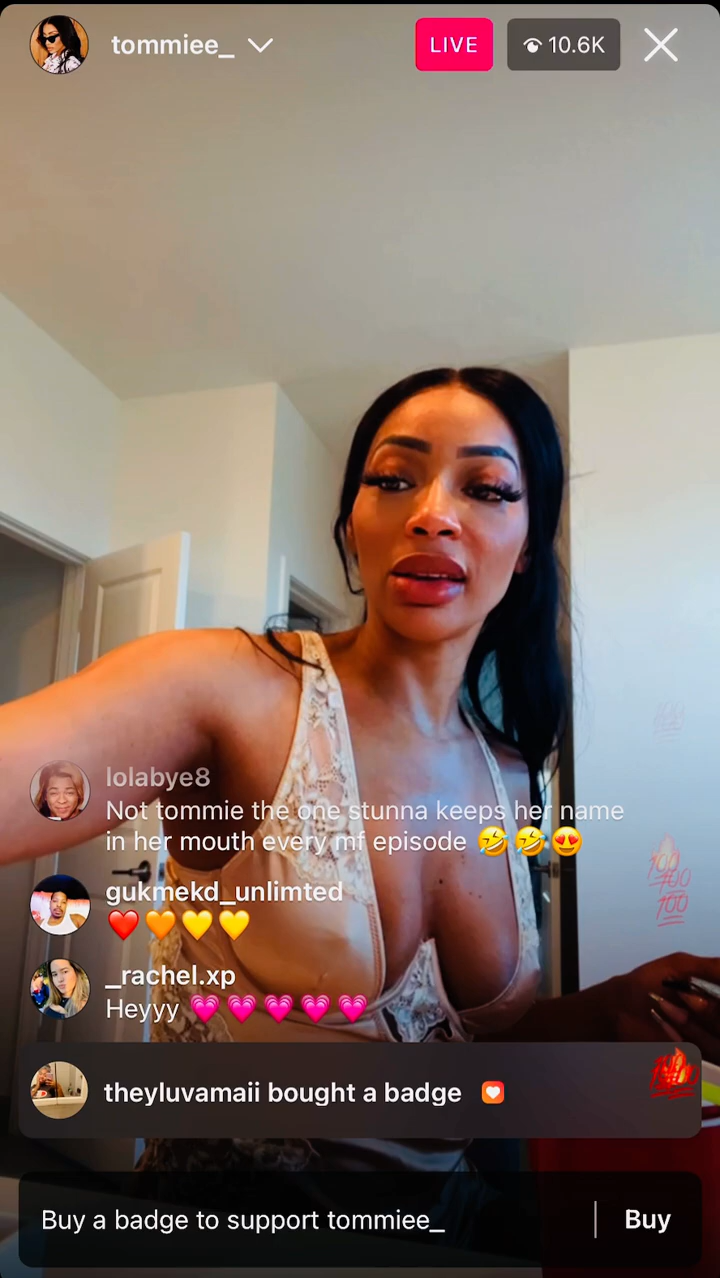 tommiee_
LIVE
10.6K
lolabye8
Not tommie the one stunna keeps her name
in her mouth every mf episode 🤣🤣😍
gukmekd_unlimted
❤️🧡💛💛
_rachel.xp
Heyyy 💗💗💗💗💗
theyluvamaii bought a badge
Buy a badge to support tommiee_
Buy